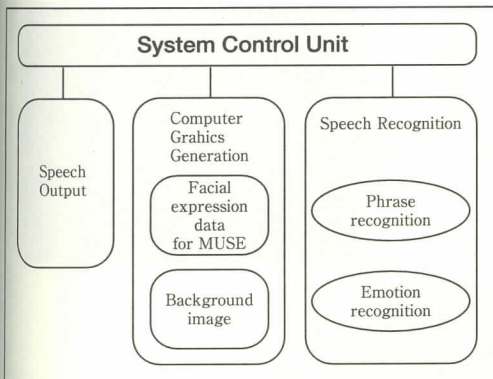 System Control Unit
Speech
Output
Computer
Grahics
Generation
Facial
expression
data
for MUSE
Background
image
Speech Recognition
Phrase
recognition
Emotion
recognition